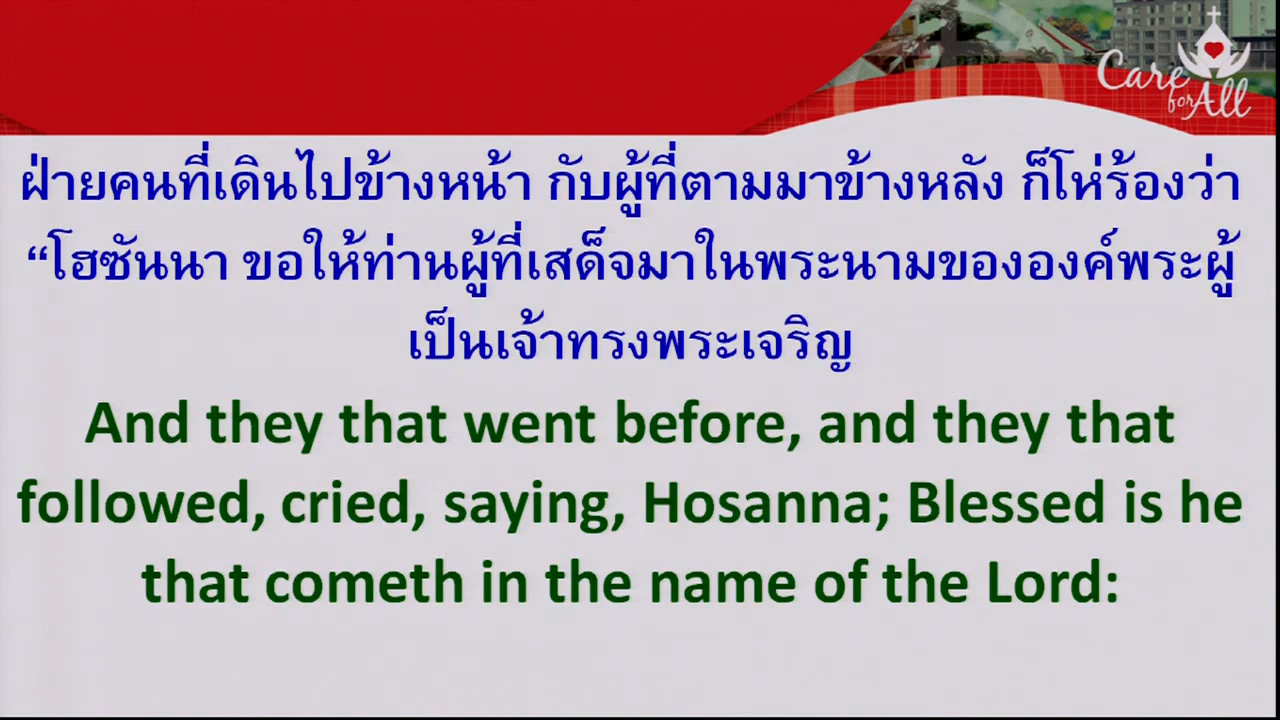 Care
for All
ฝ่ายคนที่เดินไปข้างหน้า กับผู้ที่ตามมาข้างหลัง ก็โห่ร้องว่า
“โฮซันนา ขอให้ท่านผู้ที่เสด็จมาในพระนามขององค์พระผู้
เป็นเจ้าทรงพระเจริญ
And they that went before, and they that
followed, cried, saying, Hosanna; Blessed is he
that cometh in the name of the Lord: